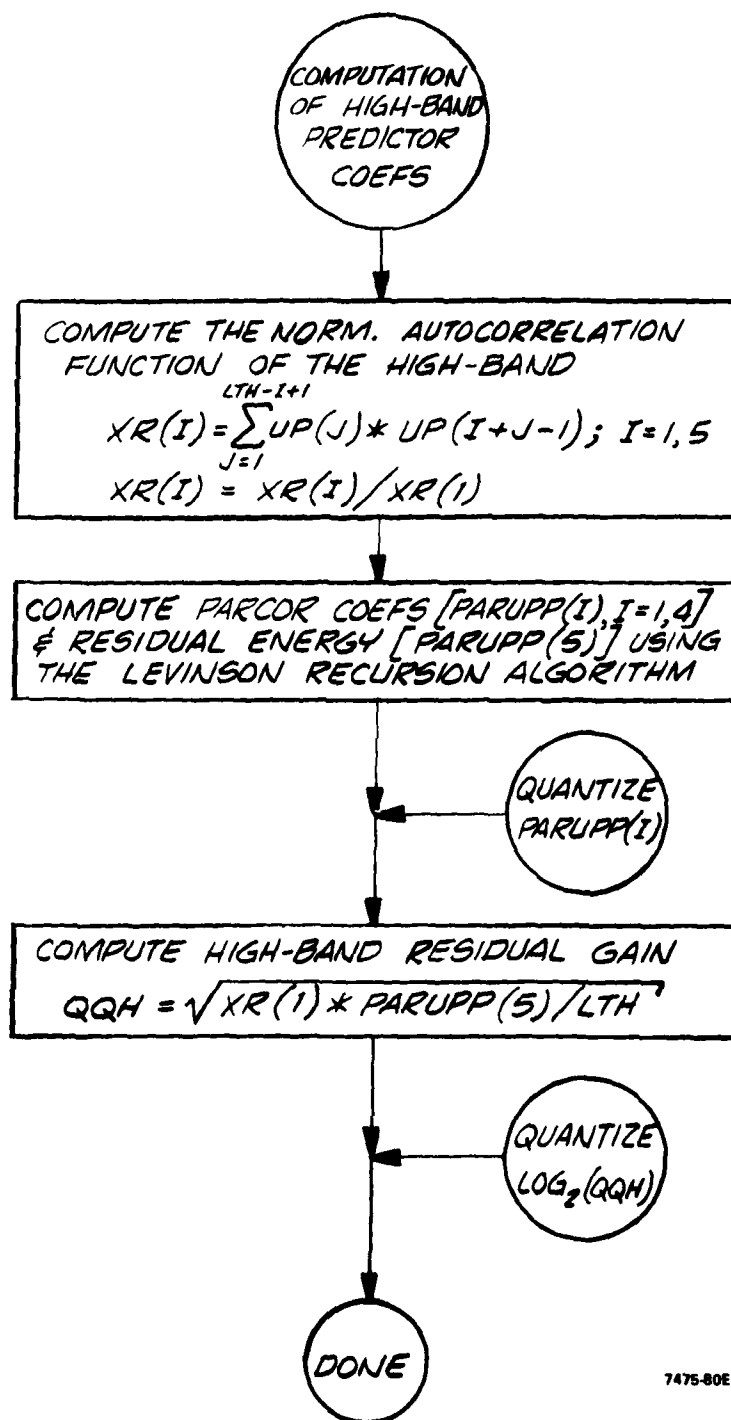 COMPUTATION
OF HIGH-BAND
PREDICTOR
COEFS
COMPUTE THE NORM. AUTOCORRELATION
FUNCTION OF THE HIGH-BAND
XR(I) = \sum_{J=1}^{LTH-I+1} UP(J) * UP(I+J-1); I=1,5
XR(I) = XR(I)/XR(1)
COMPUTE PARCOR COEFS [PARUPP(I), I=1,4]
& RESIDUAL ENERGY [PARUPP(5)] USING
THE LEVINSON RECURSION ALGORITHM
QUANTIZE
PARUPP(I)
COMPUTE HIGH-BAND RESIDUAL GAIN
QQH = √XR(1) * PARUPP(5)/LTH
QUANTIZE
LOG₂(QQH)
DONE
7475-80E